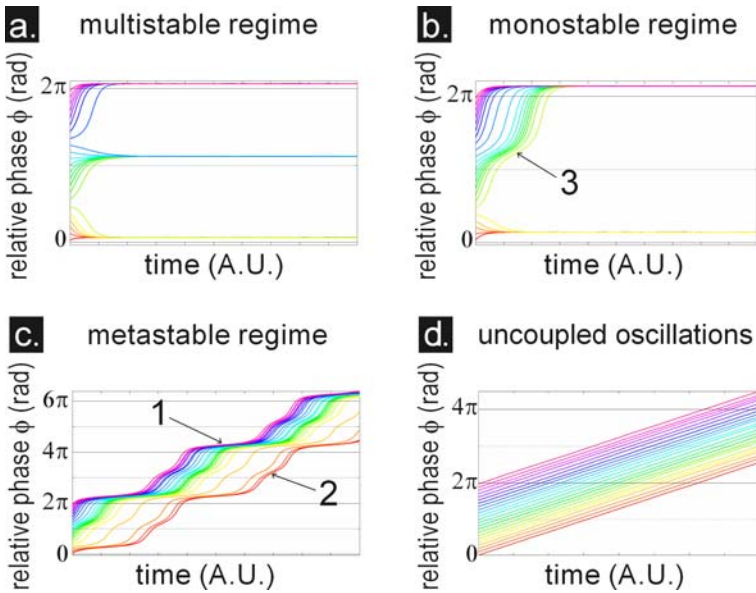 a. multistable regime
relative phase ϕ (rad)
2π
0
time (A.U.)
b. monostable regime
relative phase ϕ (rad)
2π
3
0
time (A.U.)
c. metastable regime
relative phase ϕ (rad)
6π
1
4π
2π
2
0
time (A.U.)
d. uncoupled oscillations
relative phase ϕ (rad)
4π
2π
0
time (A.U.)